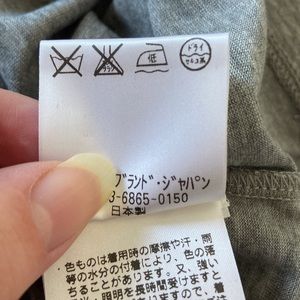 低
ドライ
セキユ系
ブランド・ジャパン
3-6865-0150
日本製
・色ものは着用時の摩擦や汗・雨
等の水分の付着により、色の落
ちることがあります。又、強い
照明を長時間受けますと